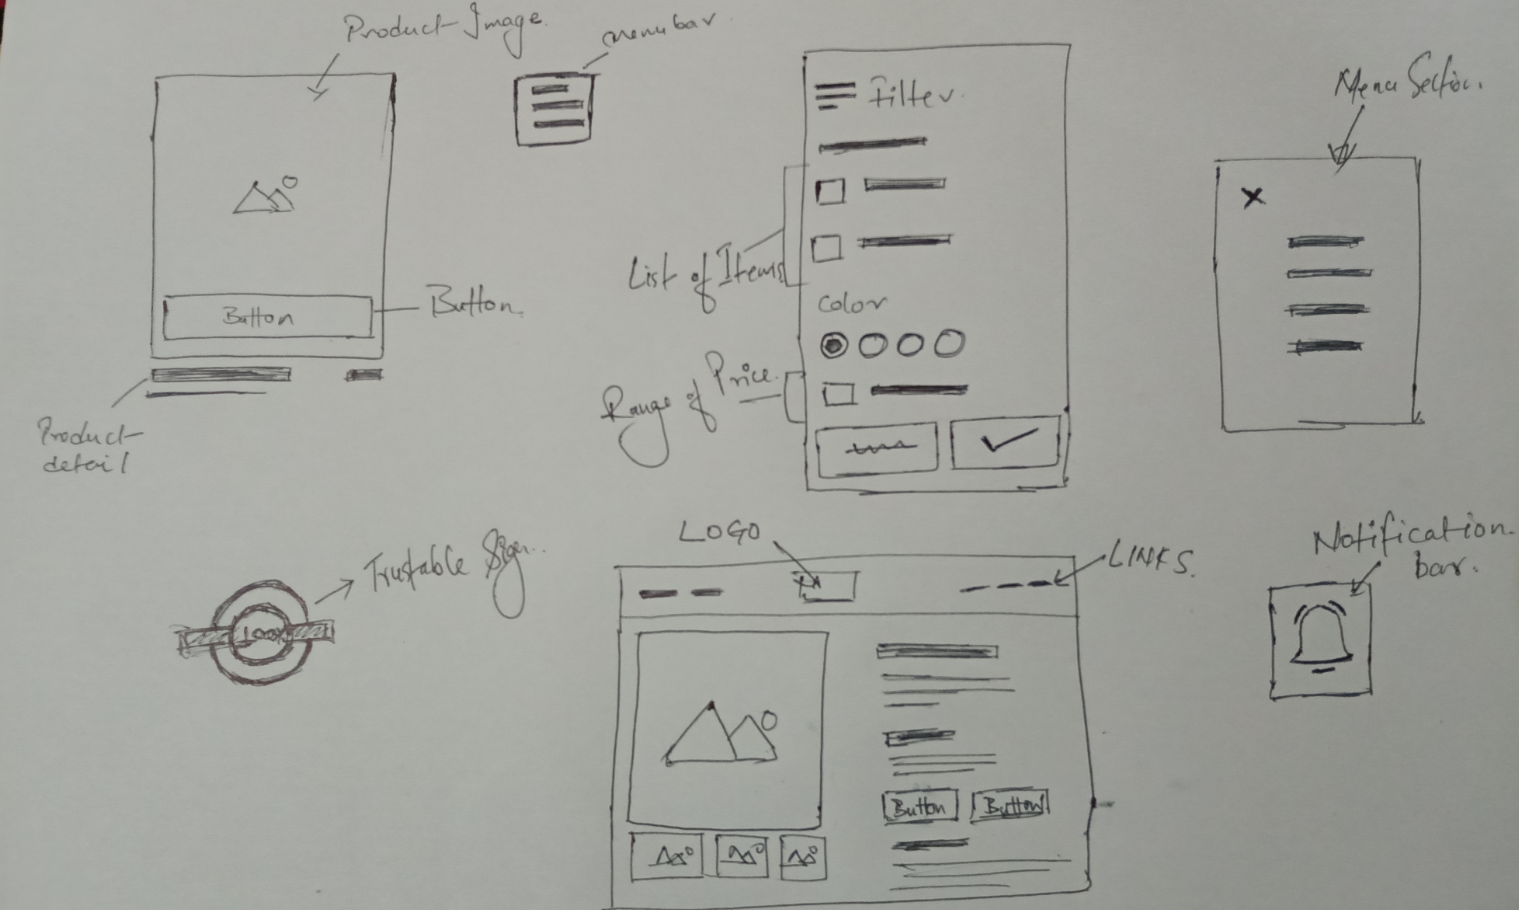 Product Image.
menu bar
Filter.
Menu Section.
List of Items
Color
Button
Button.
Range of Price.
Product
detail
LOGO
LINKS.
Notification
bar.
Trustable Sign..
100%
Button
Button